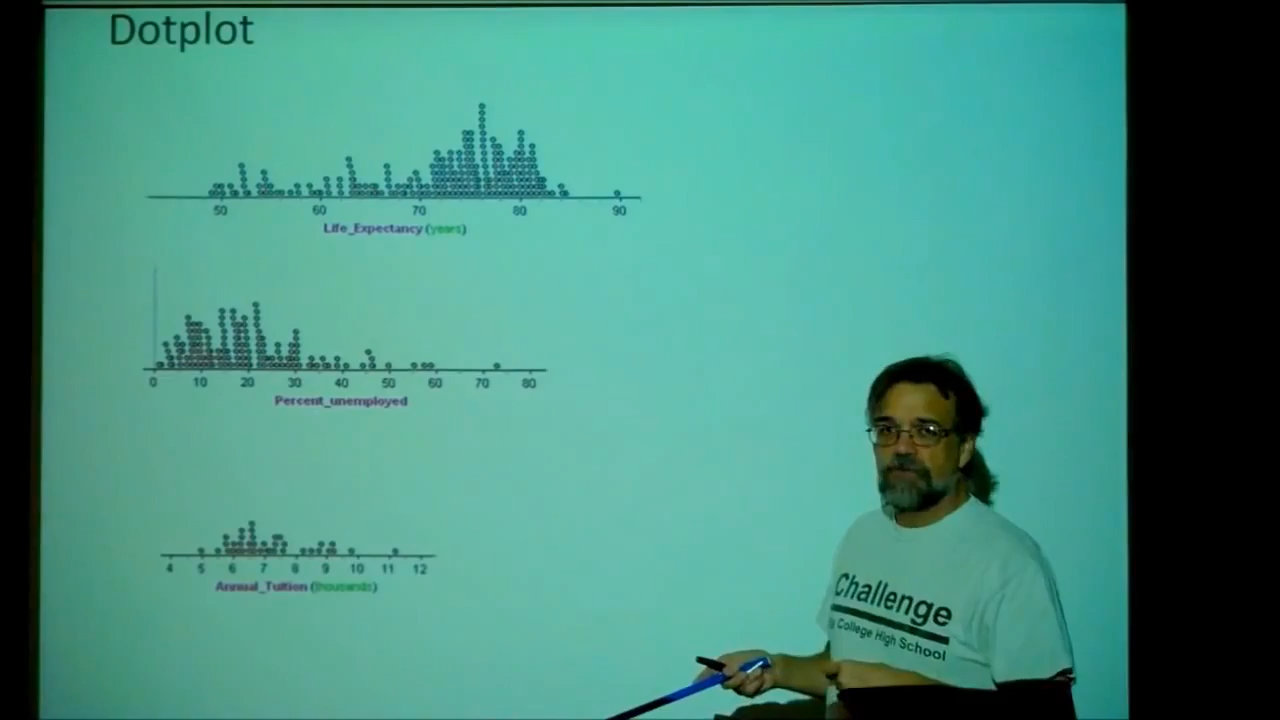 Dotplot
50 60 70 80 90
Life_Expectancy (years)
0 10 20 30 40 50 60 70 80
Percent_unemployed
4 5 6 7 8 9 10 11 12
Annual_Tuition (thousands)
Challenge
College High School